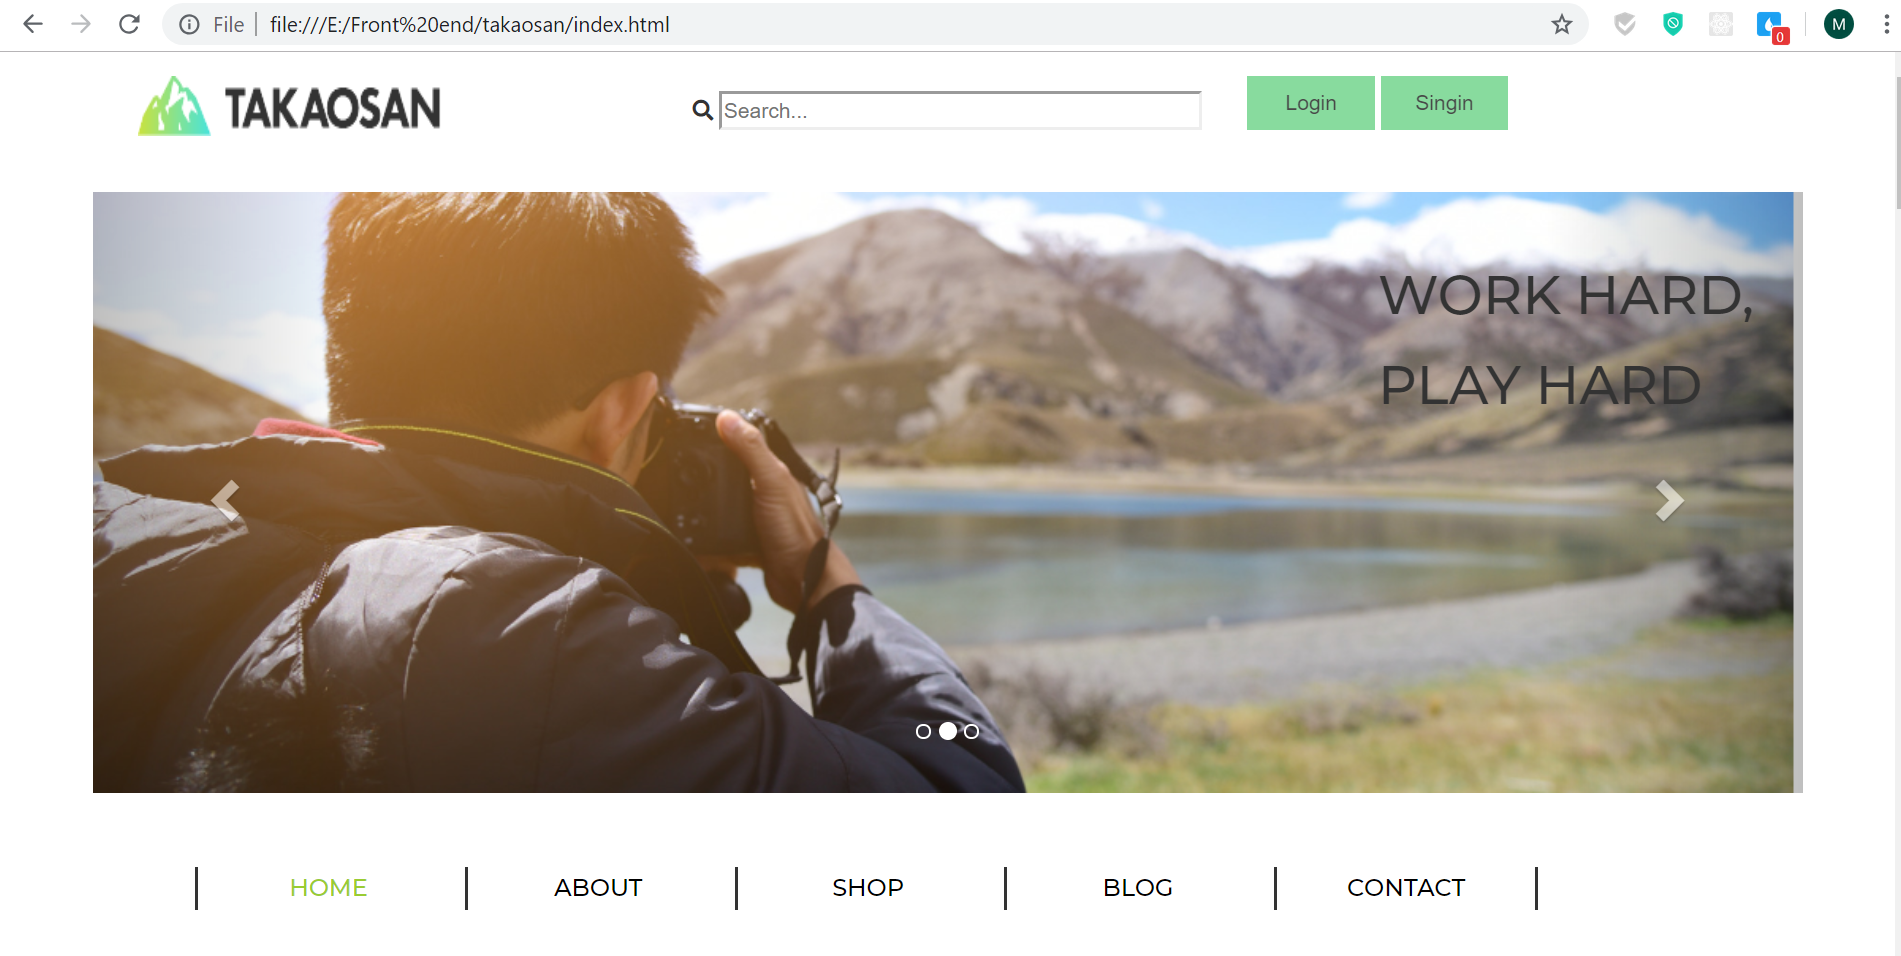 File file:///E:/Front%20end/takaosan/index.html
0
M
TAKAOSAN
Search...
Login
Singin
WORK HARD,
PLAY HARD
HOME
ABOUT
SHOP
BLOG
CONTACT